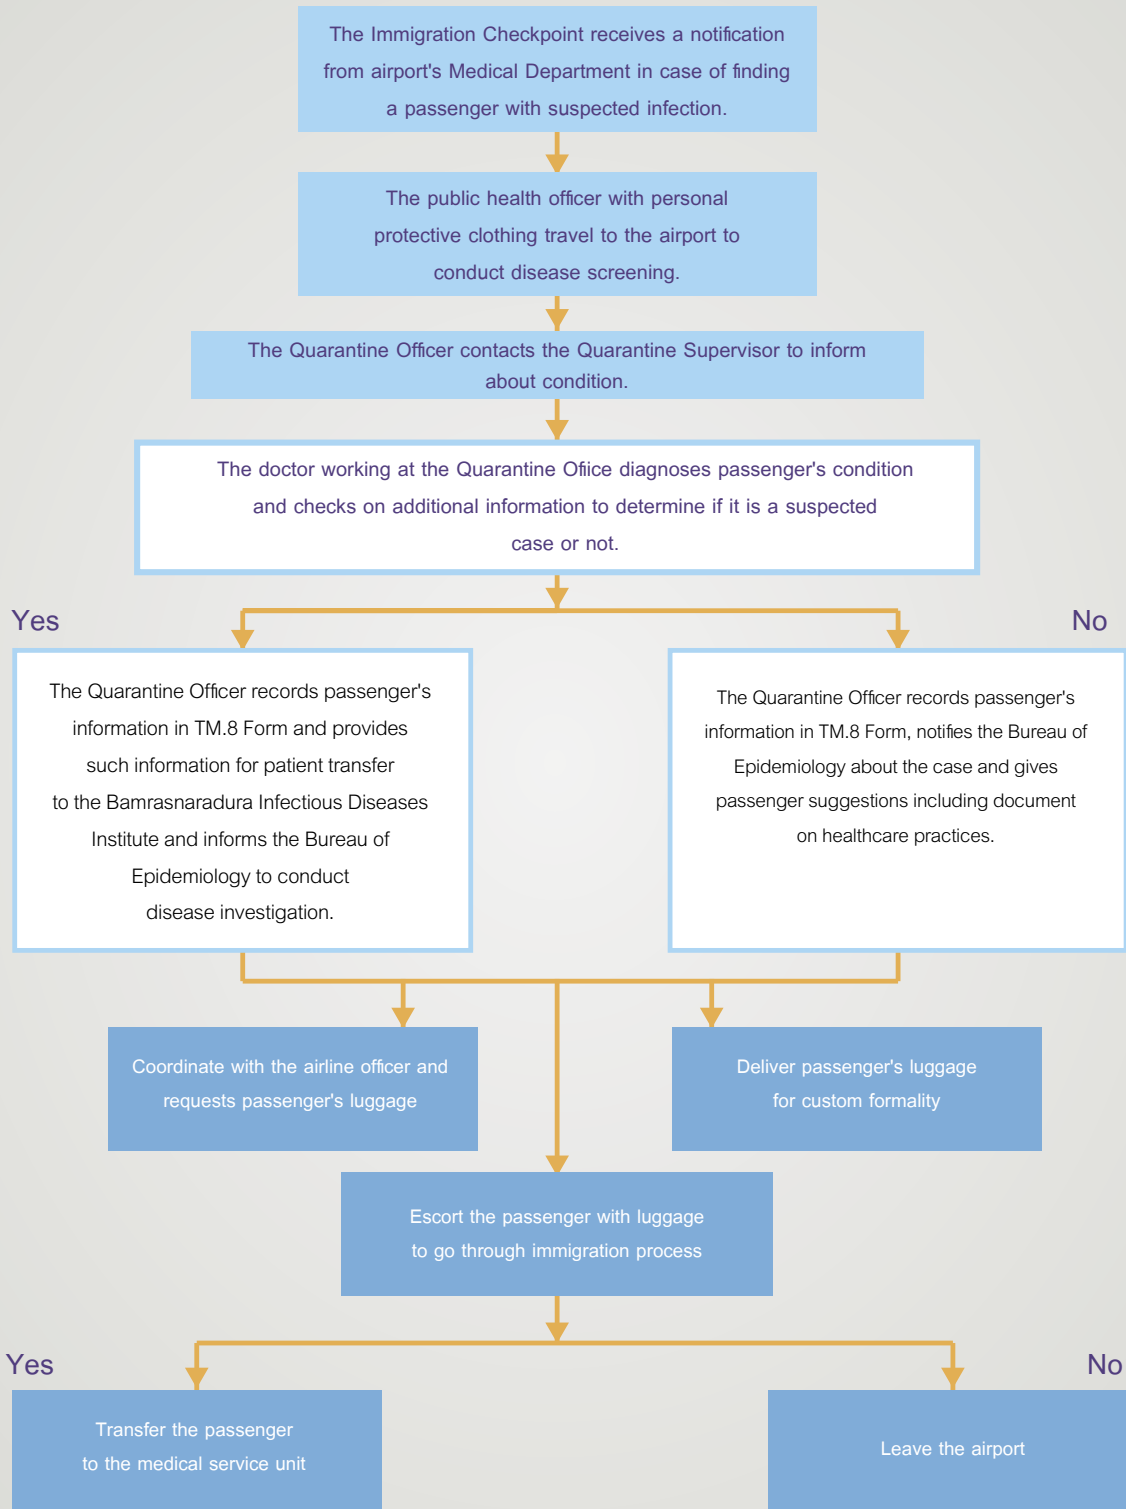 The Immigration Checkpoint receives a notification
from airport's Medical Department in case of finding
a passenger with suspected infection.
The public health officer with personal
protective clothing travel to the airport to
conduct disease screening.
The Quarantine Officer contacts the Quarantine Supervisor to inform
about condition.
The doctor working at the Quarantine Ofiice diagnoses passenger's condition
and checks on additional information to determine if it is a suspected
case or not.
Yes
No
The Quarantine Officer records passenger's
information in TM.8 Form and provides
such information for patient transfer
to the Bamrasnaradura Infectious Diseases
Institute and informs the Bureau of
Epidemiology to conduct
disease investigation.
The Quarantine Officer records passenger's
information in TM.8 Form, notifies the Bureau of
Epidemiology about the case and gives
passenger suggestions including document
on healthcare practices.
Coordinate with the airline officer and
requests passenger's luggage
Deliver passenger's luggage
for custom formality
Escort the passenger with luggage
to go through immigration process
Yes
No
Transfer the passenger
to the medical service unit
Leave the airport